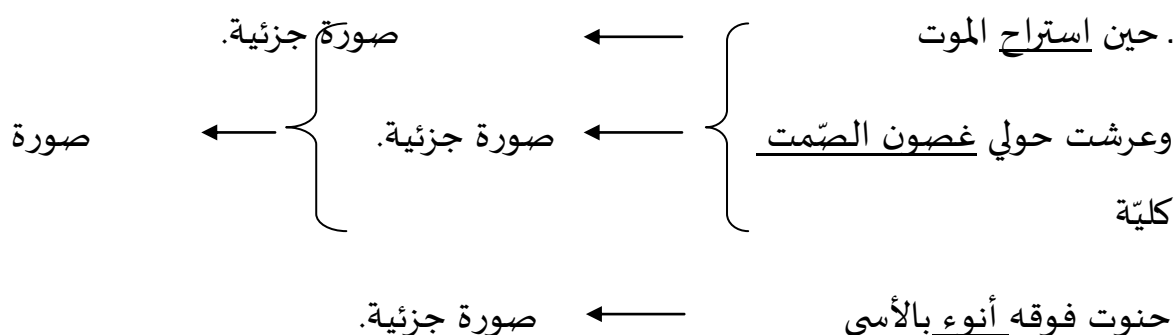 . حين استراح الموت صورة جزئية.
وعرشت حولي غصون الصّمت صورة جزئية. صورة
كليّة
حنوت فوقه أنوء بالأسى صورة جزئية.